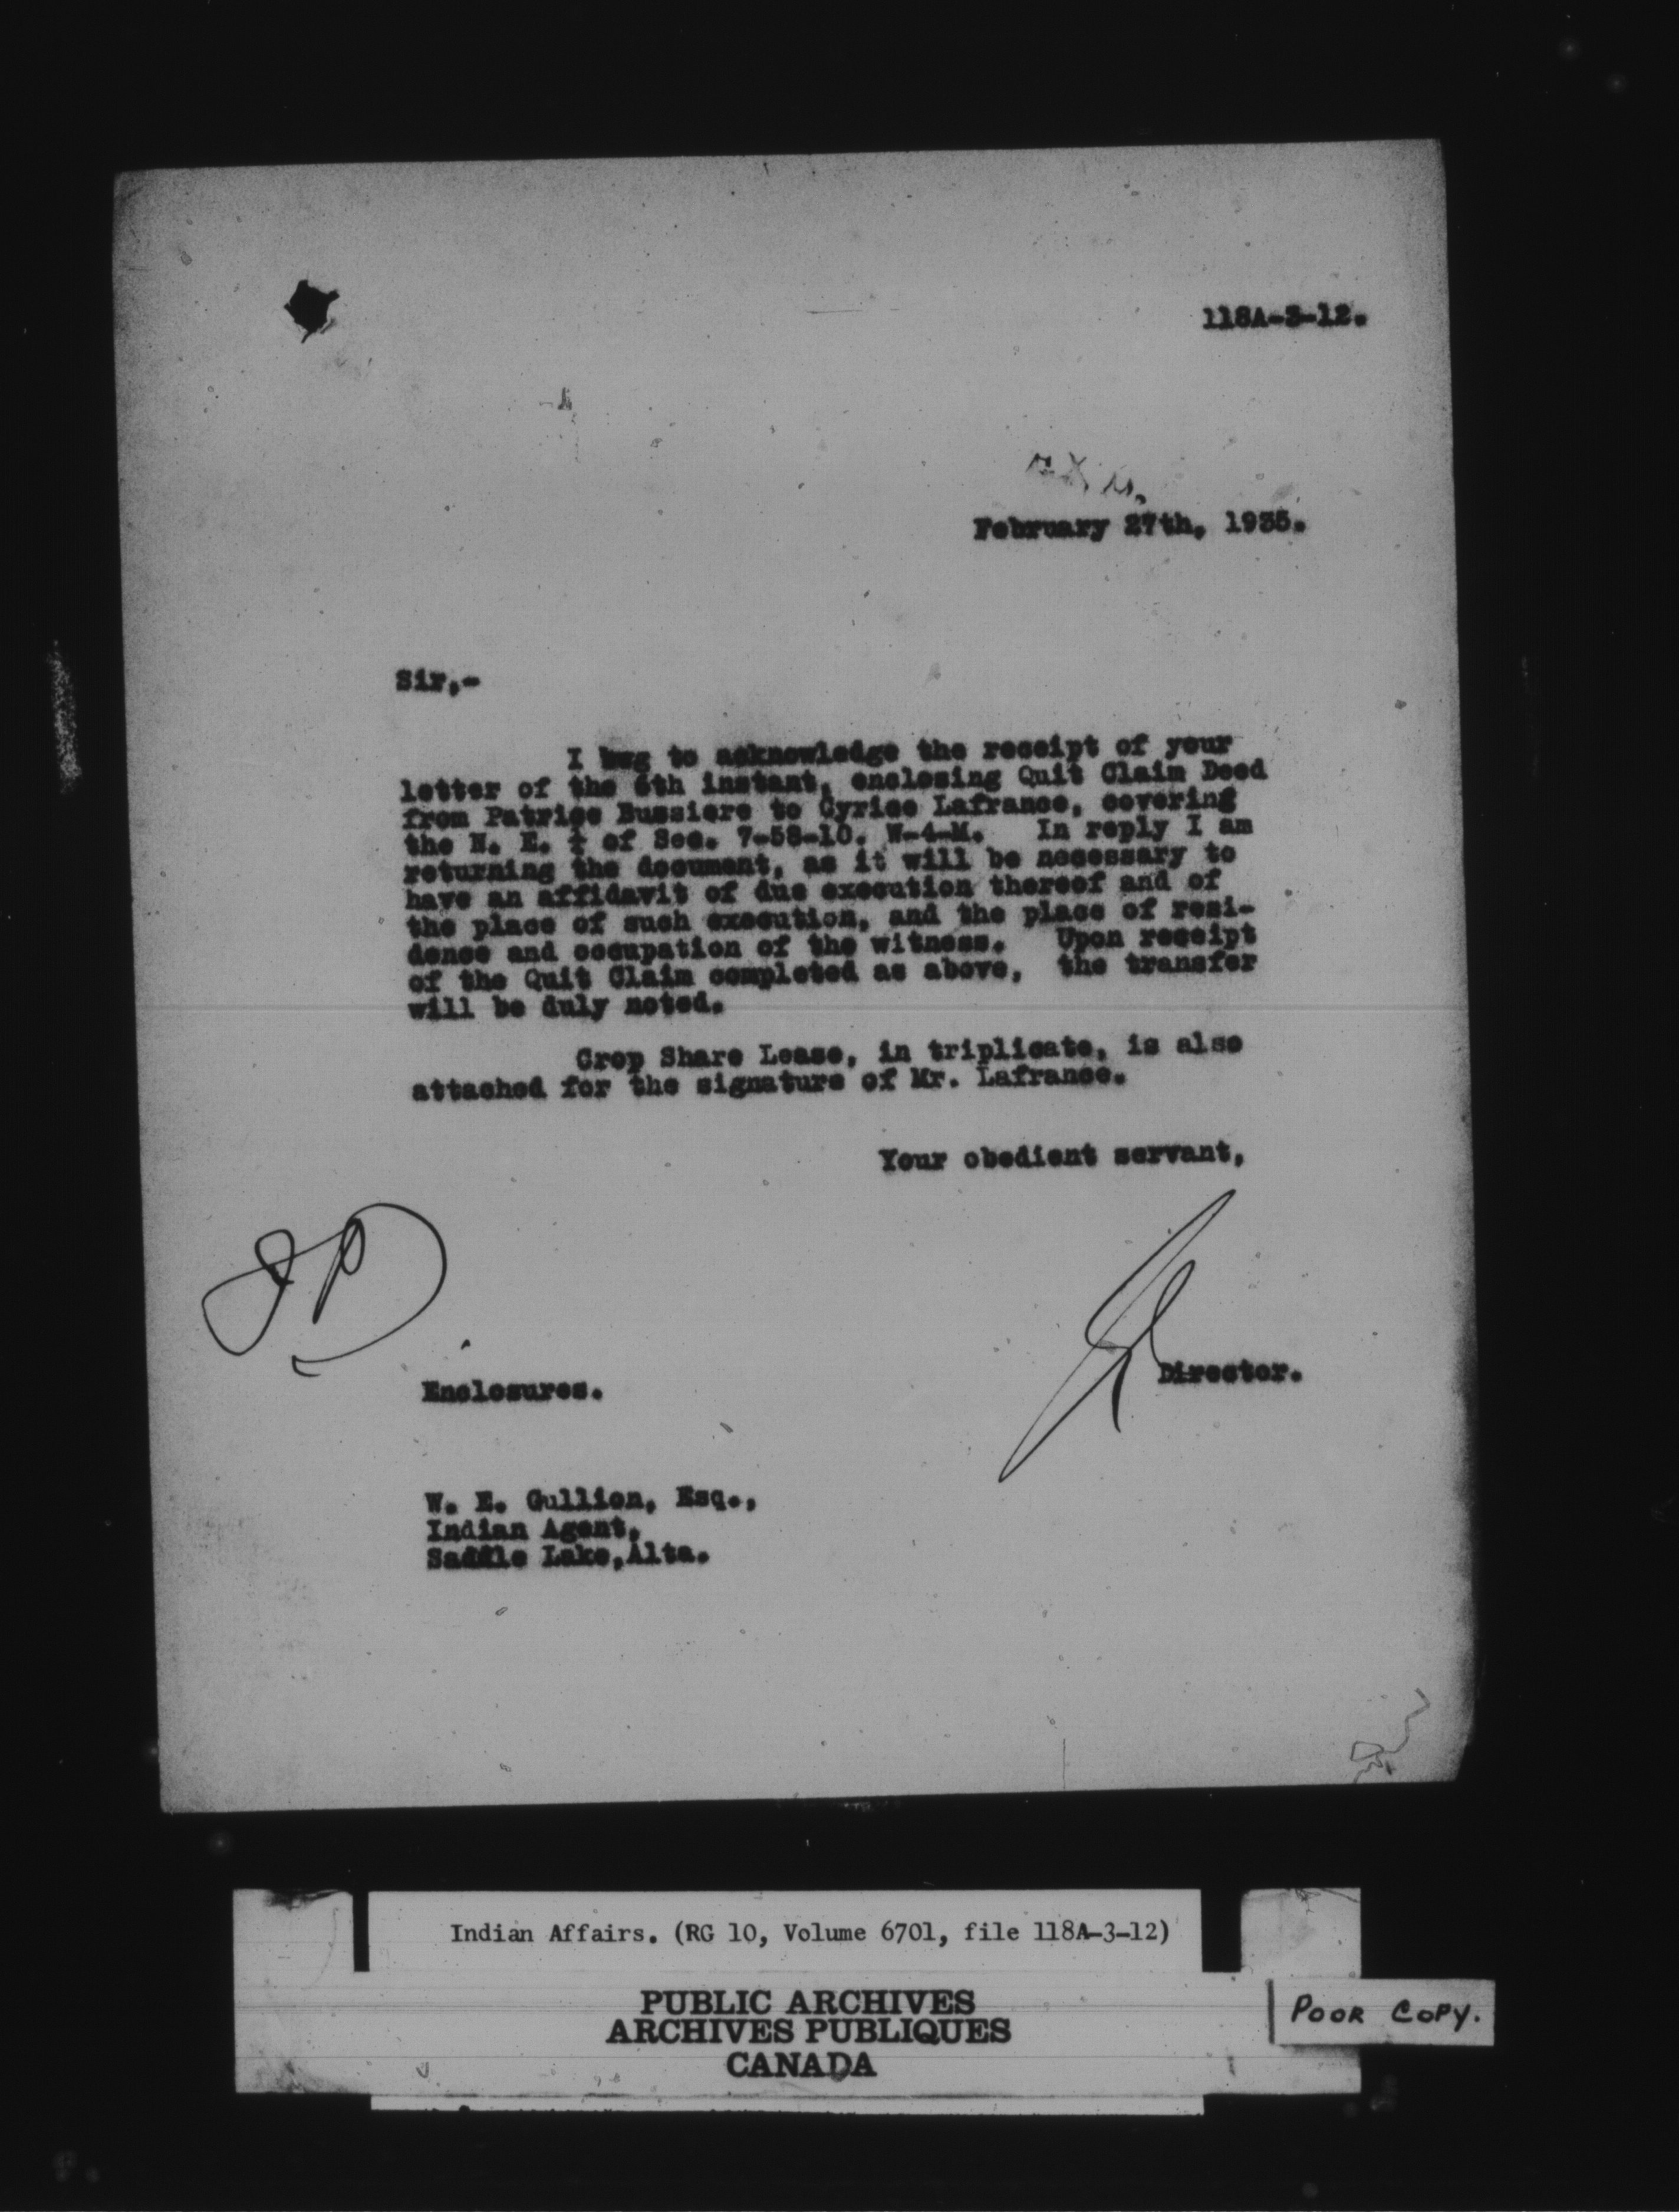 118A-3-12.
February 27th, 1935.
Sir,-
I beg to acknowledge the receipt of your
letter of the 6th instant, enclosing Quit Claim Deed
from Patrice Bussiere to Cyrice Lafrance, covering
the N. E. ¼ of Sec. 7-58-10. W-4-M. In reply I am
returning the document, as it will be necessary to
have an affidavit of due execution thereof and of
the place of such execution, and the place of resi-
dence and occupation of the witness. Upon receipt
of the Quit Claim completed as above, the transfer
will be duly noted.
Crop Share Lease, in triplicate, is also
attached for the signature of Mr. Lafrance.
Your obedient servant,
Director.
Enclosures.
W. E. Gullion, Esq.,
Indian Agent,
Saddle Lake, Alta.
Indian Affairs. (RG 10, Volume 6701, file 118A-3-12)
PUBLIC ARCHIVES
ARCHIVES PUBLIQUES
CANADA
POOR COPY.